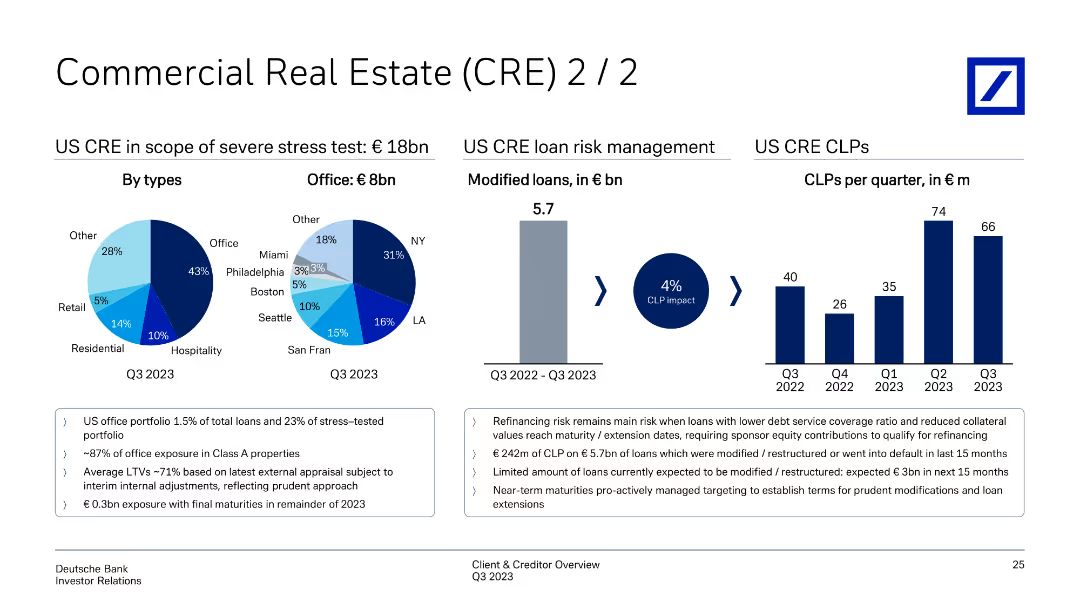 Commercial Real Estate (CRE) 2 / 2
US CRE in scope of severe stress test: € 18bn
By types
Office: € 8bn
Other
28%
Office
43%
Retail
5%
14%
10%
Residential
Hospitality
Q3 2023
Other
18%
NY
31%
Miami
3%
Philadelphia
3%
Boston
5%
Seattle
10%
LA
16%
15%
San Fran
Q3 2023
US CRE loan risk management
Modified loans, in € bn
5.7
Q3 2022 - Q3 2023
4%
CLP impact
US CRE CLPs
CLPs per quarter, in € m
40
26
35
74
66
Q3
2022
Q4
2022
Q1
2023
Q2
2023
Q3
2023
〉 US office portfolio 1.5% of total loans and 23% of stress–tested
portfolio
〉 ~87% of office exposure in Class A properties
〉 Average LTVs ~71% based on latest external appraisal subject to
interim internal adjustments, reflecting prudent approach
〉 € 0.3bn exposure with final maturities in remainder of 2023
〉 Refinancing risk remains main risk when loans with lower debt service coverage ratio and reduced collateral
values reach maturity / extension dates, requiring sponsor equity contributions to qualify for refinancing
〉 € 242m of CLP on € 5.7bn of loans which were modified / restructured or went into default in last 15 months
〉 Limited amount of loans currently expected to be modified / restructured: expected € 3bn in next 15 months
〉 Near-term maturities pro-actively managed targeting to establish terms for prudent modifications and loan
extensions
Deutsche Bank
Investor Relations
Client & Creditor Overview
Q3 2023
25